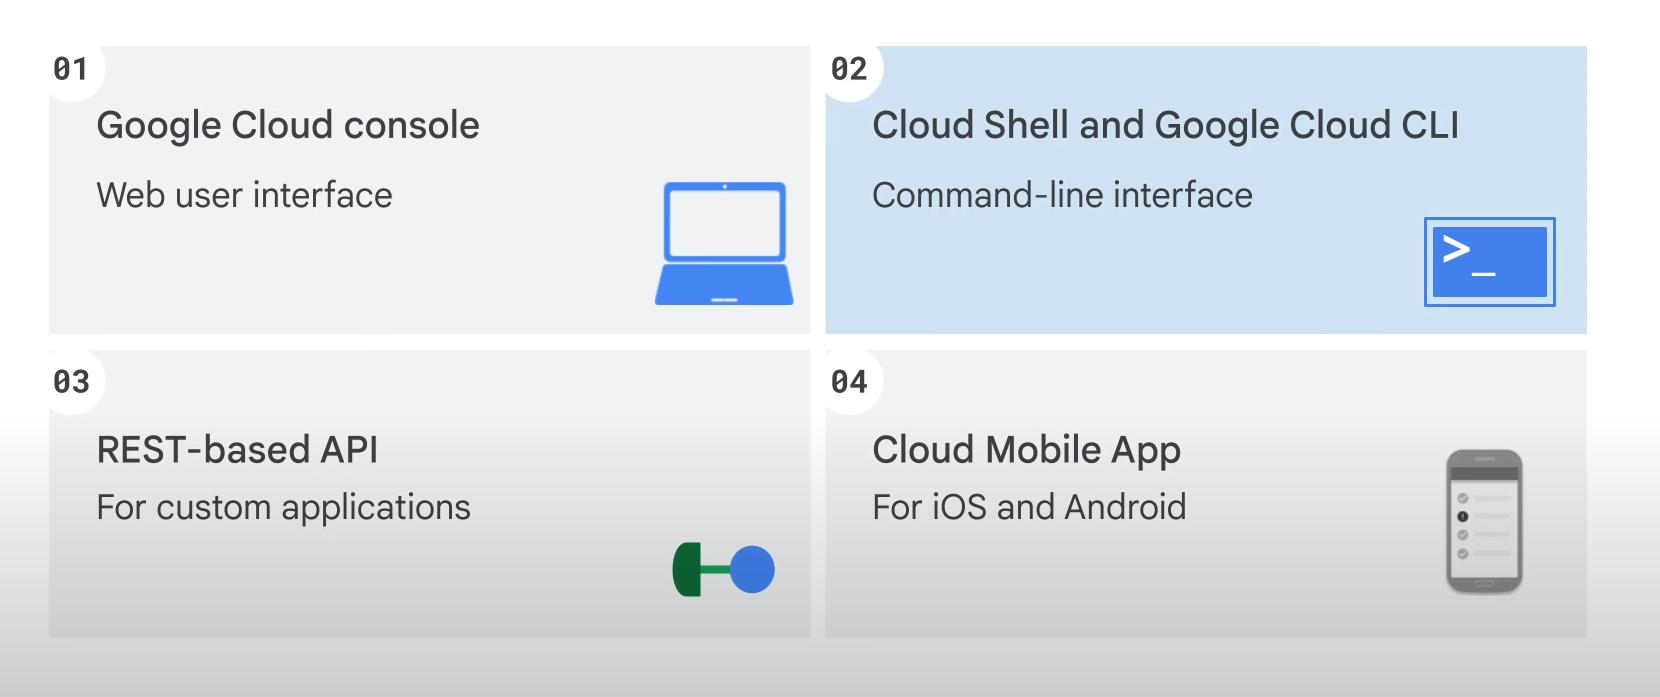 01
Google Cloud console
Web user interface
02
Cloud Shell and Google Cloud CLI
Command-line interface
>_
03
REST-based API
For custom applications
04
Cloud Mobile App
For iOS and Android